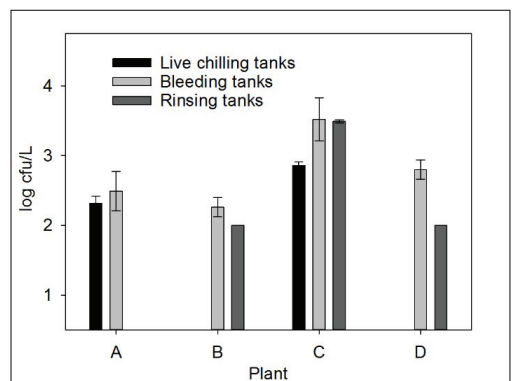 Live chilling tanks
Bleeding tanks
Rinsing tanks
4
3
2
1
log cfu/L
A B C D
Plant